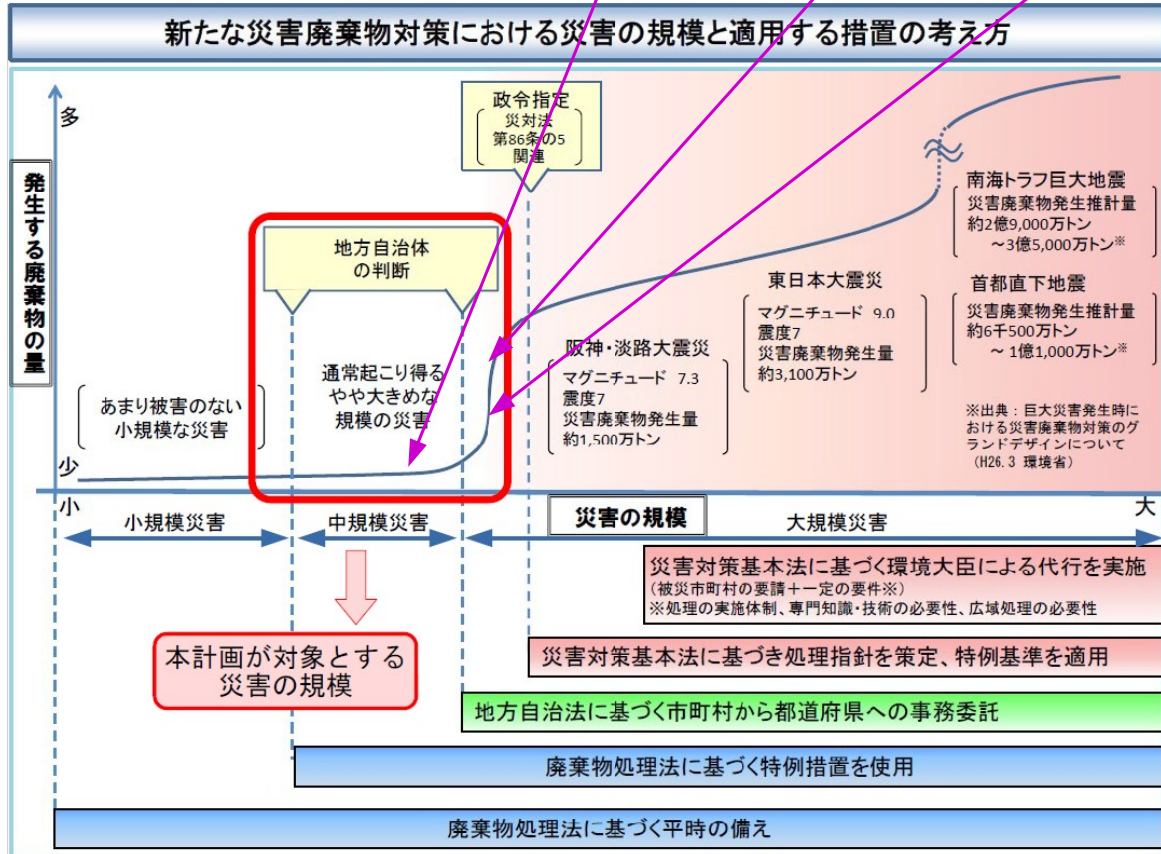 新たな災害廃棄物対策における災害の規模と適用する措置の考え方
多
発生する廃棄物の量
少
政令指定
災対法
第86条の5
関連
地方自治体
の判断
あまり被害のない
小規模な災害
通常起こり得る
やや大きめな
規模の災害
阪神・淡路大震災
マグニチュード 7.3
震度7
災害廃棄物発生量
約1,500万トン
東日本大震災
マグニチュード 9.0
震度7
災害廃棄物発生量
約3,100万トン
南海トラフ巨大地震
災害廃棄物発生推計量
約2億9,000万トン
～3億5,000万トン※
首都直下地震
災害廃棄物発生推計量
約6千500万トン
～ 1億1,000万トン※
※出典：巨大災害発生時に
おける災害廃棄物対策のグ
ランドデザインについて
（H26.3 環境省）
小
災害の規模
大
小規模災害
中規模災害
大規模災害
本計画が対象とする
災害の規模
災害対策基本法に基づく環境大臣による代行を実施
（被災市町村の要請＋一定の要件※）
※処理の実施体制、専門知識・技術の必要性、広域処理の必要性
災害対策基本法に基づき処理指針を策定、特例基準を適用
地方自治法に基づく市町村から都道府県への事務委託
廃棄物処理法に基づく特例措置を使用
廃棄物処理法に基づく平時の備え